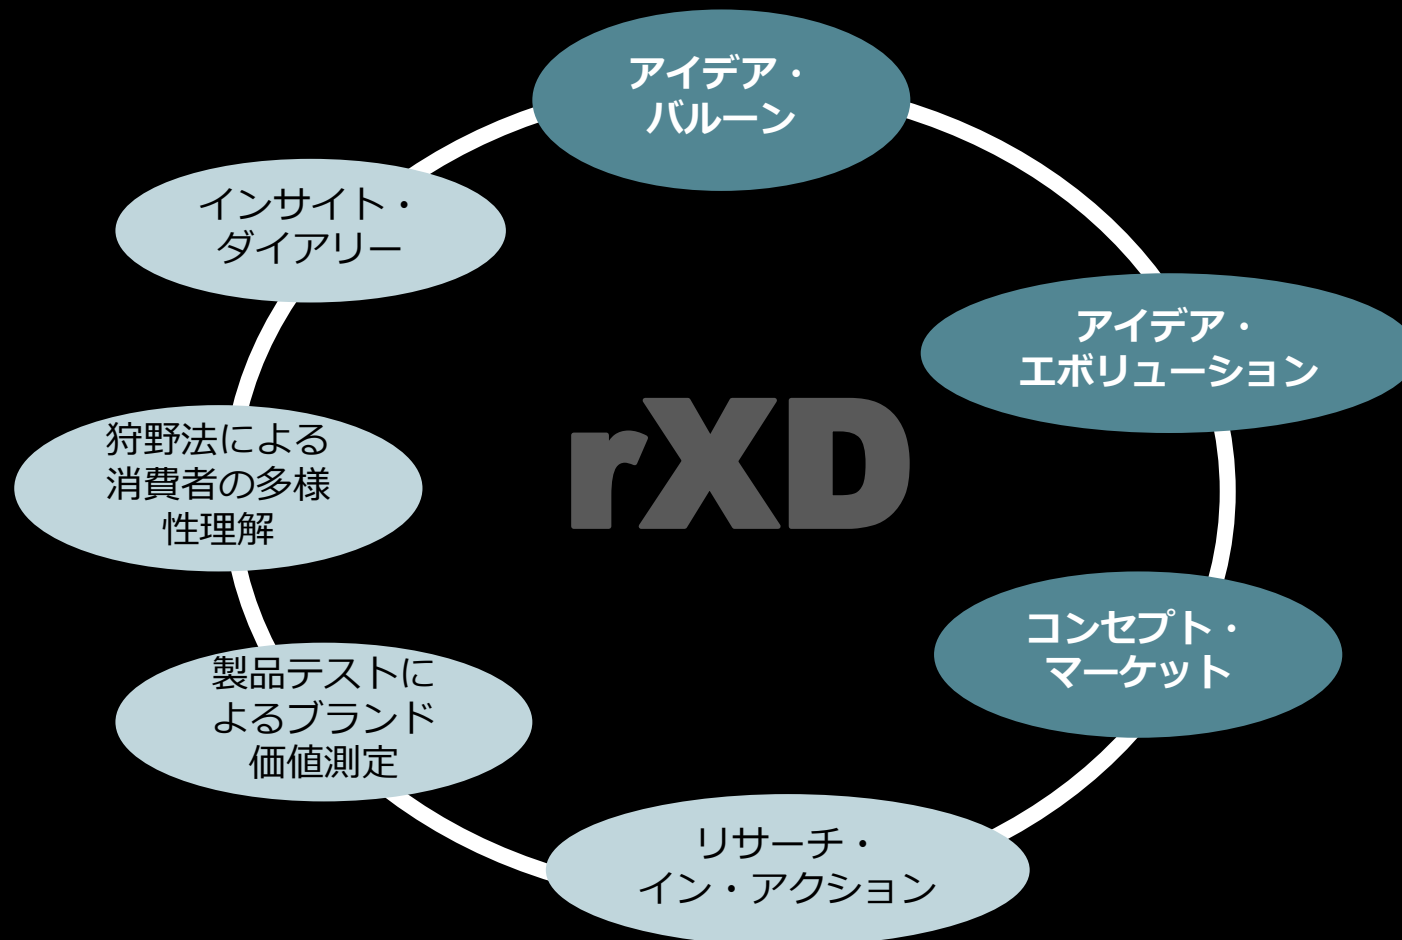 アイデア・
バルーン
インサイト・
ダイアリー
アイデア・
エボリューション
狩野法による
消費者の多様
性理解
rXD
コンセプト・
マーケット
製品テストに
よるブランド
価値測定
リサーチ・
イン・アクション